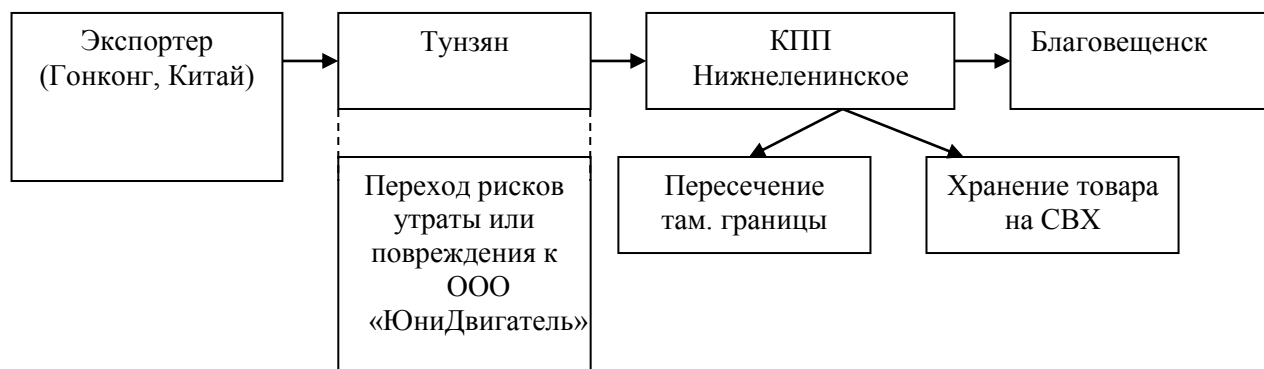 Экспортер
(Гонконг, Китай)
Тунзян
КПП
Нижнеленинское
Благовещенск
Переход рисков
утраты или
повреждения к
ООО
«ЮниДвигатель»
Пересечение
там. границы
Хранение товара
на СВХ